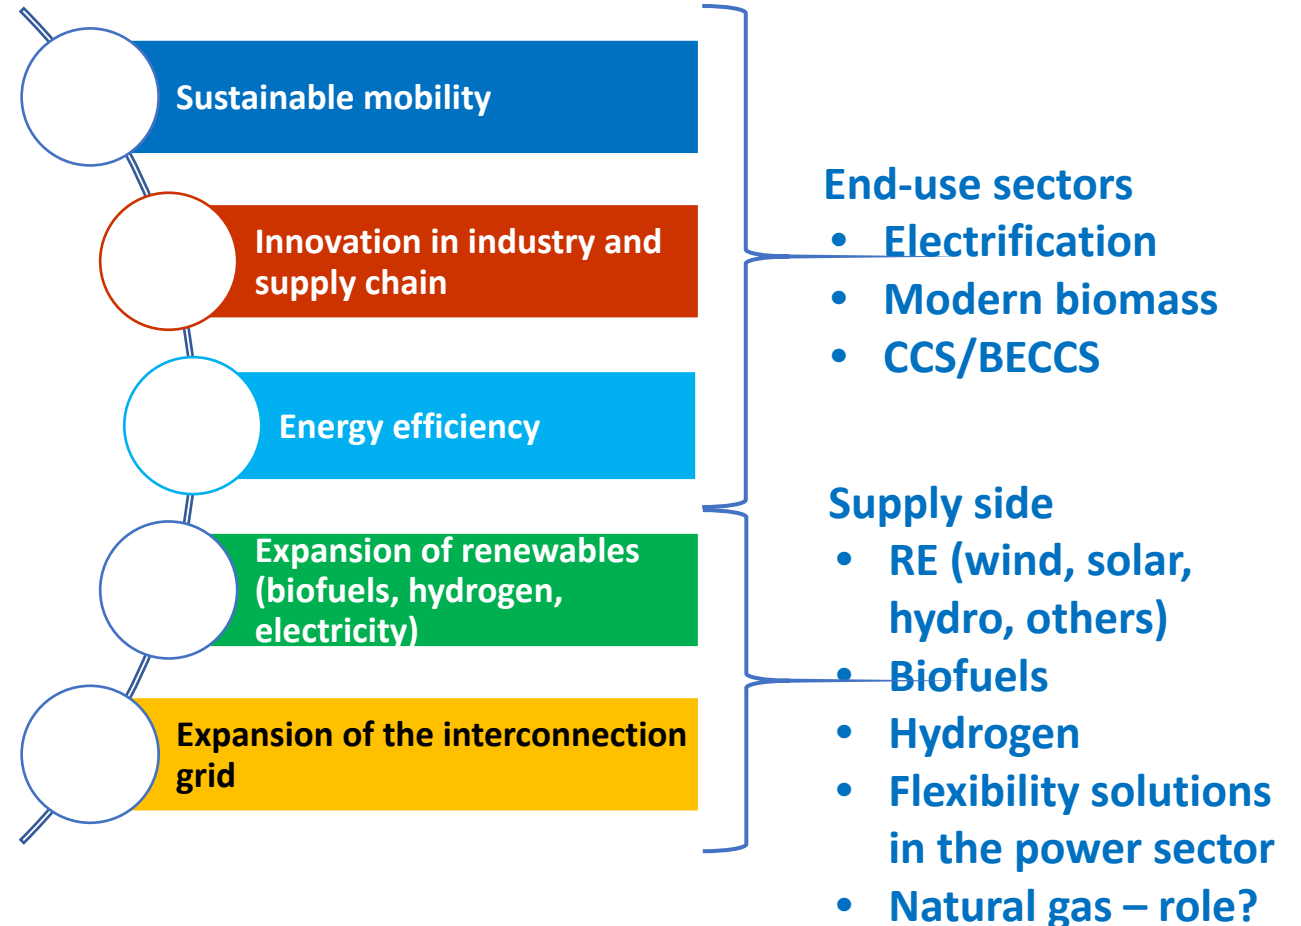 Sustainable mobility
Innovation in industry and
supply chain
Energy efficiency
Expansion of renewables
(biofuels, hydrogen,
electricity)
Expansion of the interconnection
grid
End-use sectors
• Electrification
• Modern biomass
• CCS/BECCS
Supply side
• RE (wind, solar,
hydro, others)
• Biofuels
• Hydrogen
• Flexibility solutions
in the power sector
• Natural gas – role?